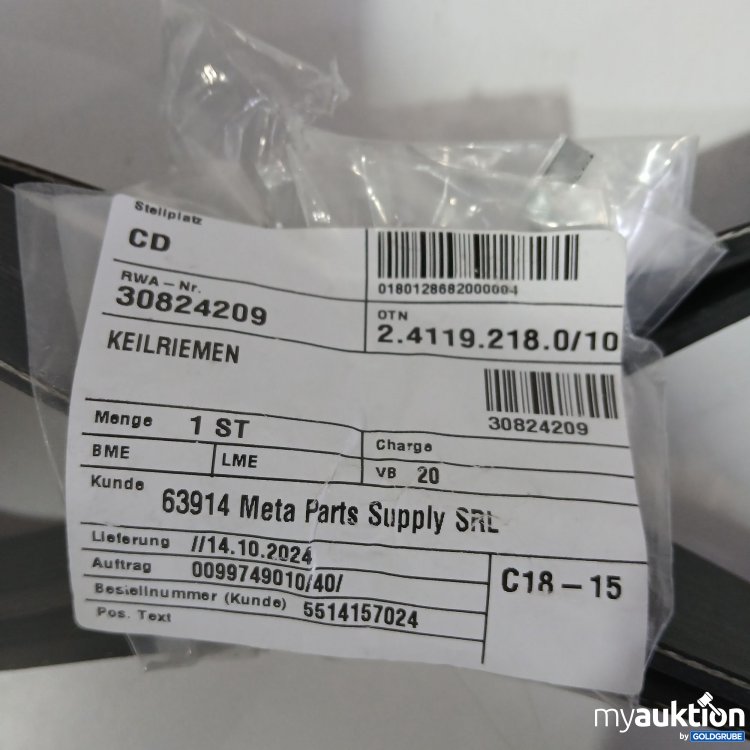 Stellplatz
CD
018012868200004
RWA-Nr.
30824209
OTN
2.4119.218.0/10
KEILRIEMEN
30824209
Menge 1 ST
Charge
BME LME
VB 20
Kunde 63914 Meta Parts Supply SRL
Lieferung //14.10.2024
Auftrag 0099749010/40/
C18-15
Bestellnummer (Kunde) 5514157024
Pos. Text
myauktion
by GOLDGRUBE